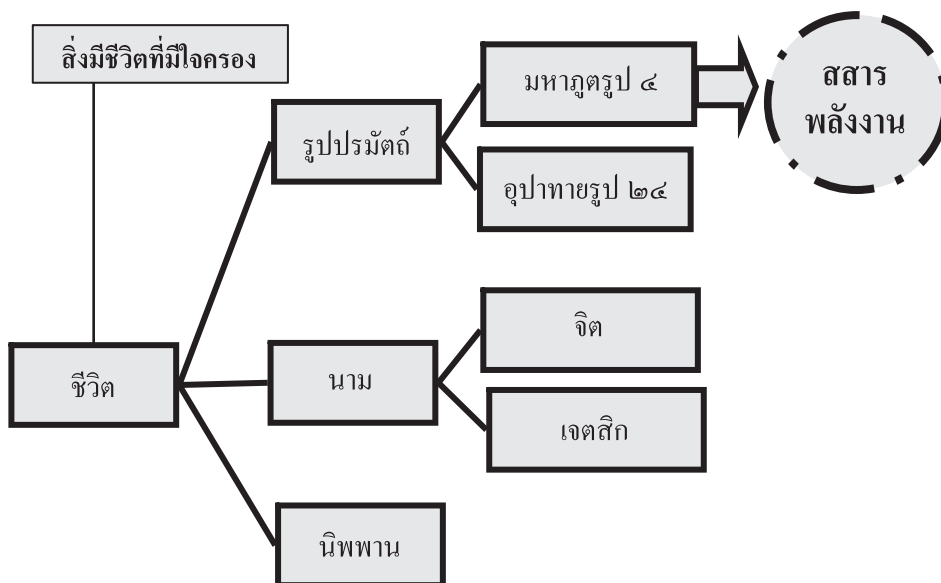 สิ่งมีชีวิตที่มีใจครอง
มหาภูตรูป ๔
สสาร
พลังงาน
รูปปรมัตถ์
อุปาทายรูป ๒๔
จิต
ชีวิต
นาม
เจตสิก
นิพพาน